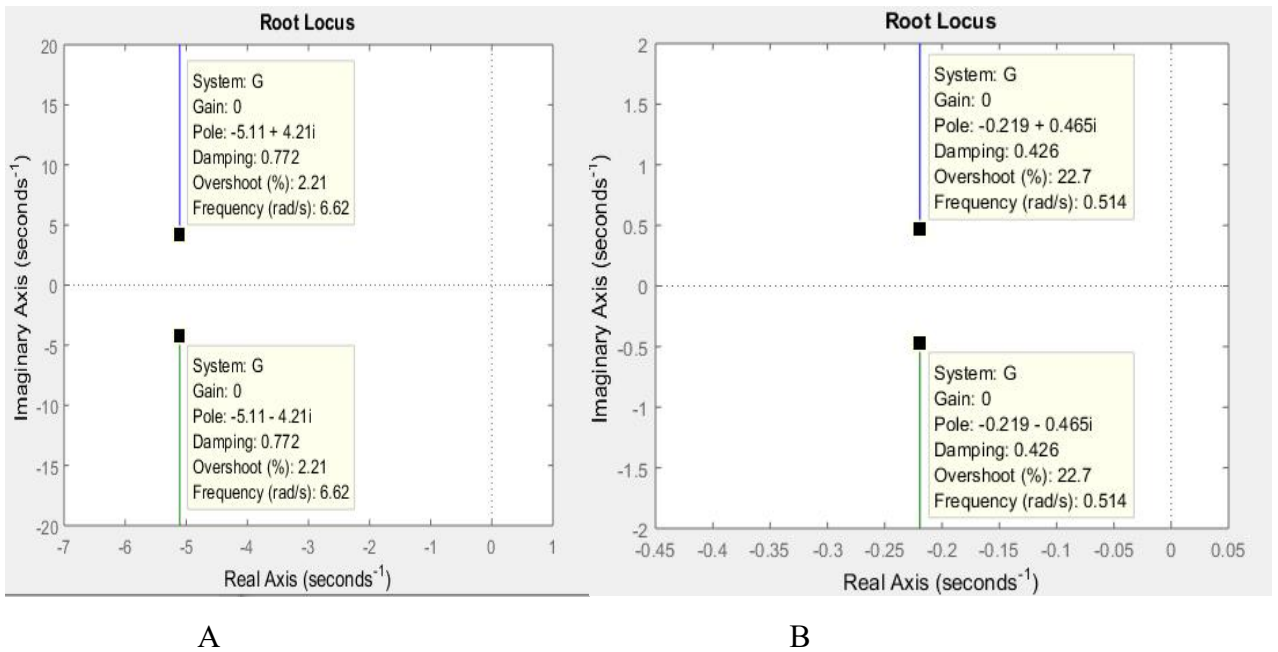 Root Locus
20
15
10
5
0
-5
-10
-15
-20
Imaginary Axis (seconds⁻¹)
System: G
Gain: 0
Pole: -5.11 + 4.21i
Damping: 0.772
Overshoot (%): 2.21
Frequency (rad/s): 6.62
System: G
Gain: 0
Pole: -5.11 - 4.21i
Damping: 0.772
Overshoot (%): 2.21
Frequency (rad/s): 6.62
-7 -6 -5 -4 -3 -2 -1 0 1
Real Axis (seconds⁻¹)
A
Root Locus
2
1.5
1
0.5
0
-0.5
-1
-1.5
-2
Imaginary Axis (seconds⁻¹)
System: G
Gain: 0
Pole: -0.219 + 0.465i
Damping: 0.426
Overshoot (%): 22.7
Frequency (rad/s): 0.514
System: G
Gain: 0
Pole: -0.219 - 0.465i
Damping: 0.426
Overshoot (%): 22.7
Frequency (rad/s): 0.514
-0.45 -0.4 -0.35 -0.3 -0.25 -0.2 -0.15 -0.1 -0.05 0 0.05
Real Axis (seconds⁻¹)
B